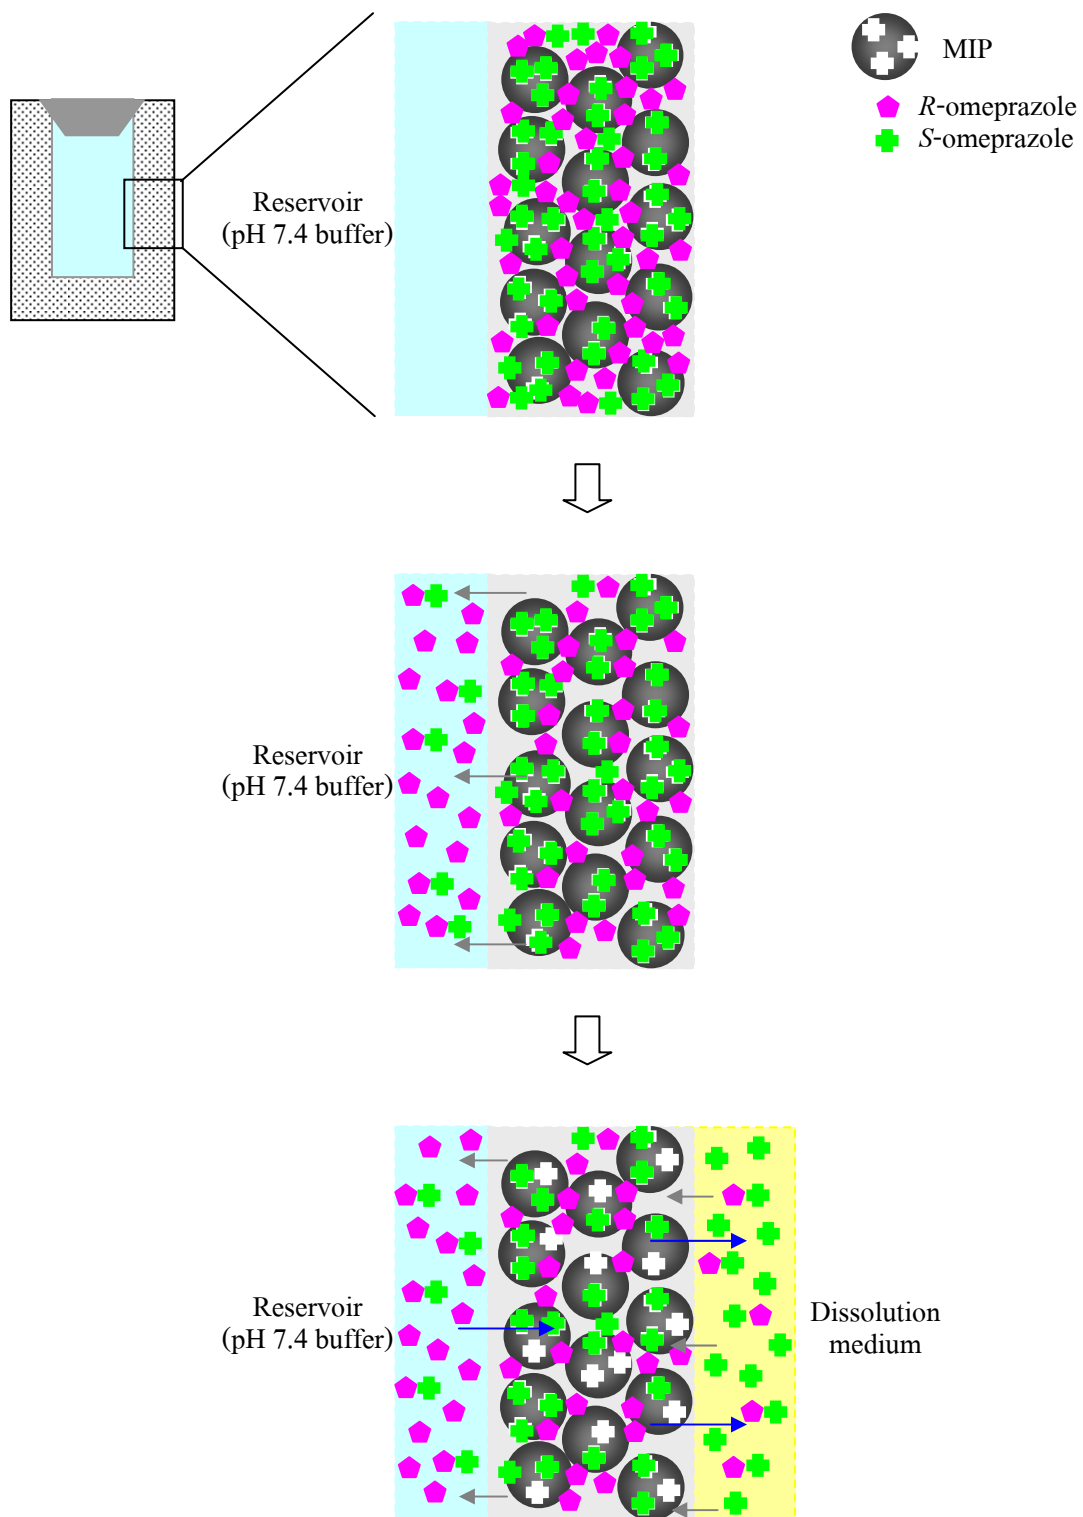 MIP
R-omeprazole
S-omeprazole
Reservoir
(pH 7.4 buffer)
Reservoir
(pH 7.4 buffer)
Reservoir
(pH 7.4 buffer)
Dissolution
medium